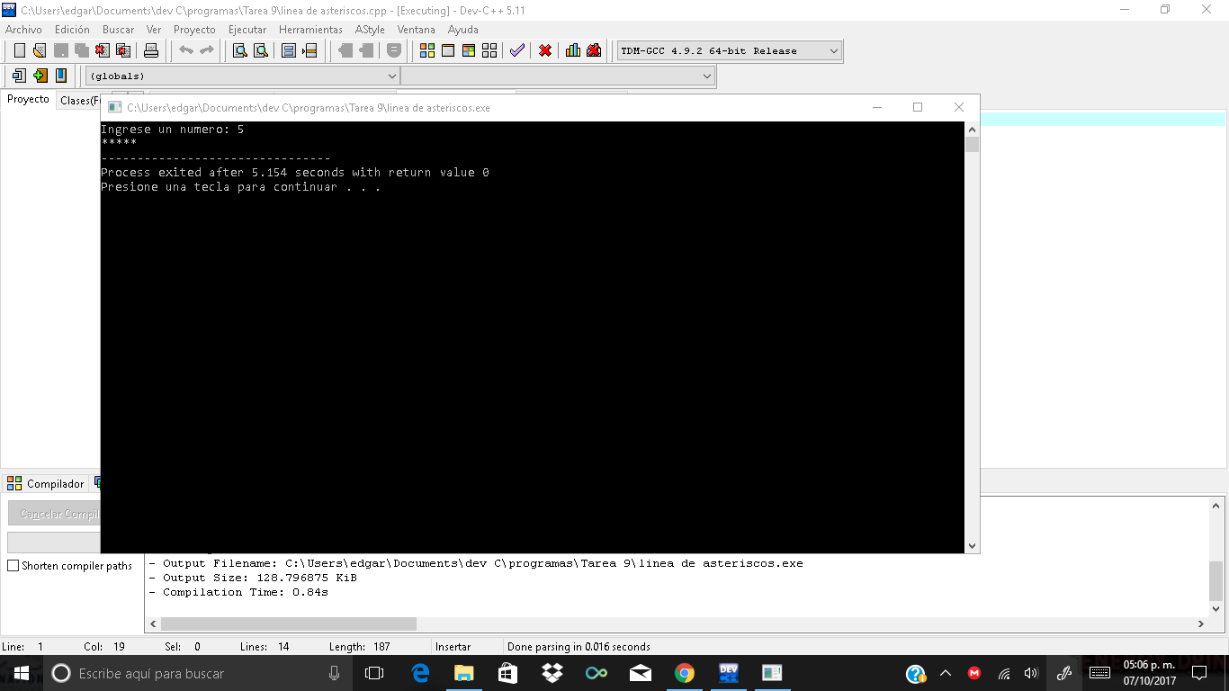 C:\Users\edgar\Documents\dev C\programas\Tarea 9\linea de asteriscos.cpp - [Executing] - Dev-C++ 5.11
Archivo Edición Buscar Ver Proyecto Ejecutar Herramientas AStyle Ventana Ayuda
TDM-GCC 4.9.2 64-bit Release
(globals)
Proyecto Clases(F
C:\Users\edgar\Documents\dev C\programas\Tarea 9\linea de asteriscos.exe
Ingrese un numero: 5
*****
--------------------------------
Process exited after 5.154 seconds with return value 0
Presione una tecla para continuar . . .
Compilador
Cancelar Compil
Shorten compiler paths
- Output Filename: C:\Users\edgar\Documents\dev C\programas\Tarea 9\linea de asteriscos.exe
- Output Size: 128.796875 KiB
- Compilation Time: 0.84s
Line: 1 Col: 19 Sel: 0 Lines: 14 Length: 187 Insertar Done parsing in 0.016 seconds
Escribe aquí para buscar
DEV
05:06 p. m.
07/10/2017